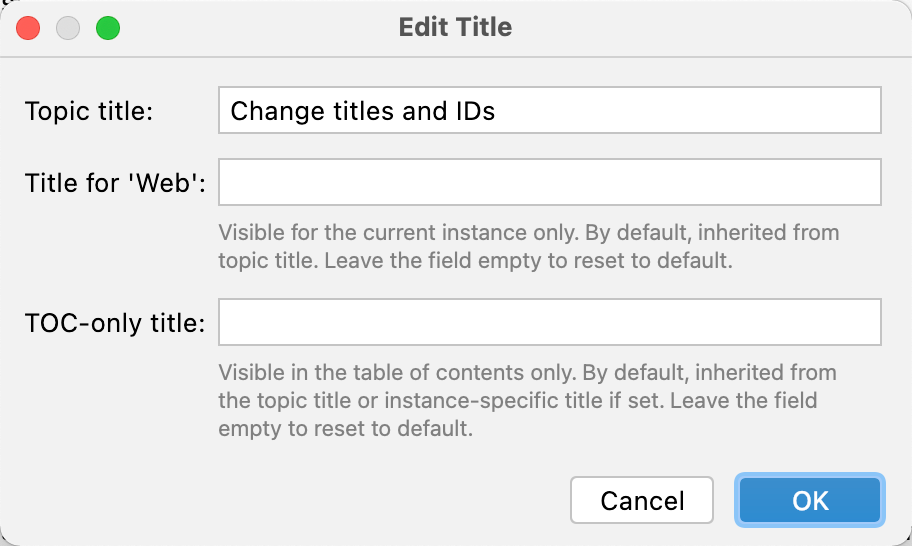 Edit Title
Topic title: Change titles and IDs
Title for 'Web':
Visible for the current instance only. By default, inherited from
topic title. Leave the field empty to reset to default.
TOC-only title:
Visible in the table of contents only. By default, inherited from
the topic title or instance-specific title if set. Leave the field
empty to reset to default.
Cancel OK